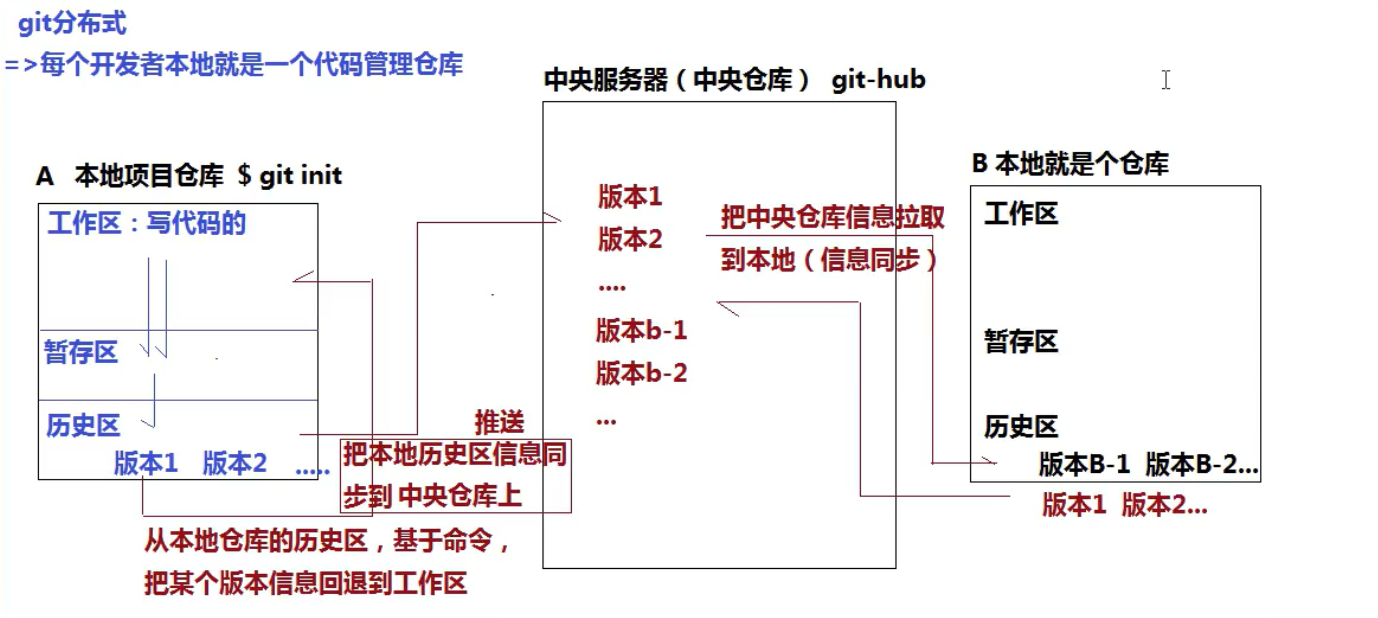 git分布式
=>每个开发者本地就是一个代码管理仓库
中央服务器（中央仓库） git-hub
A 本地项目仓库 $ git init
工作区：写代码的
暂存区
历史区
版本1 版本2 .....
从本地仓库的历史区，基于命令，
把某个版本信息回退到工作区
推送
把本地历史区信息同
步到 中央仓库上
版本1
版本2
....
版本b-1
版本b-2
...
把中央仓库信息拉取
到本地（信息同步）
B 本地就是个仓库
工作区
暂存区
历史区
版本B-1 版本B-2...
版本1 版本2...